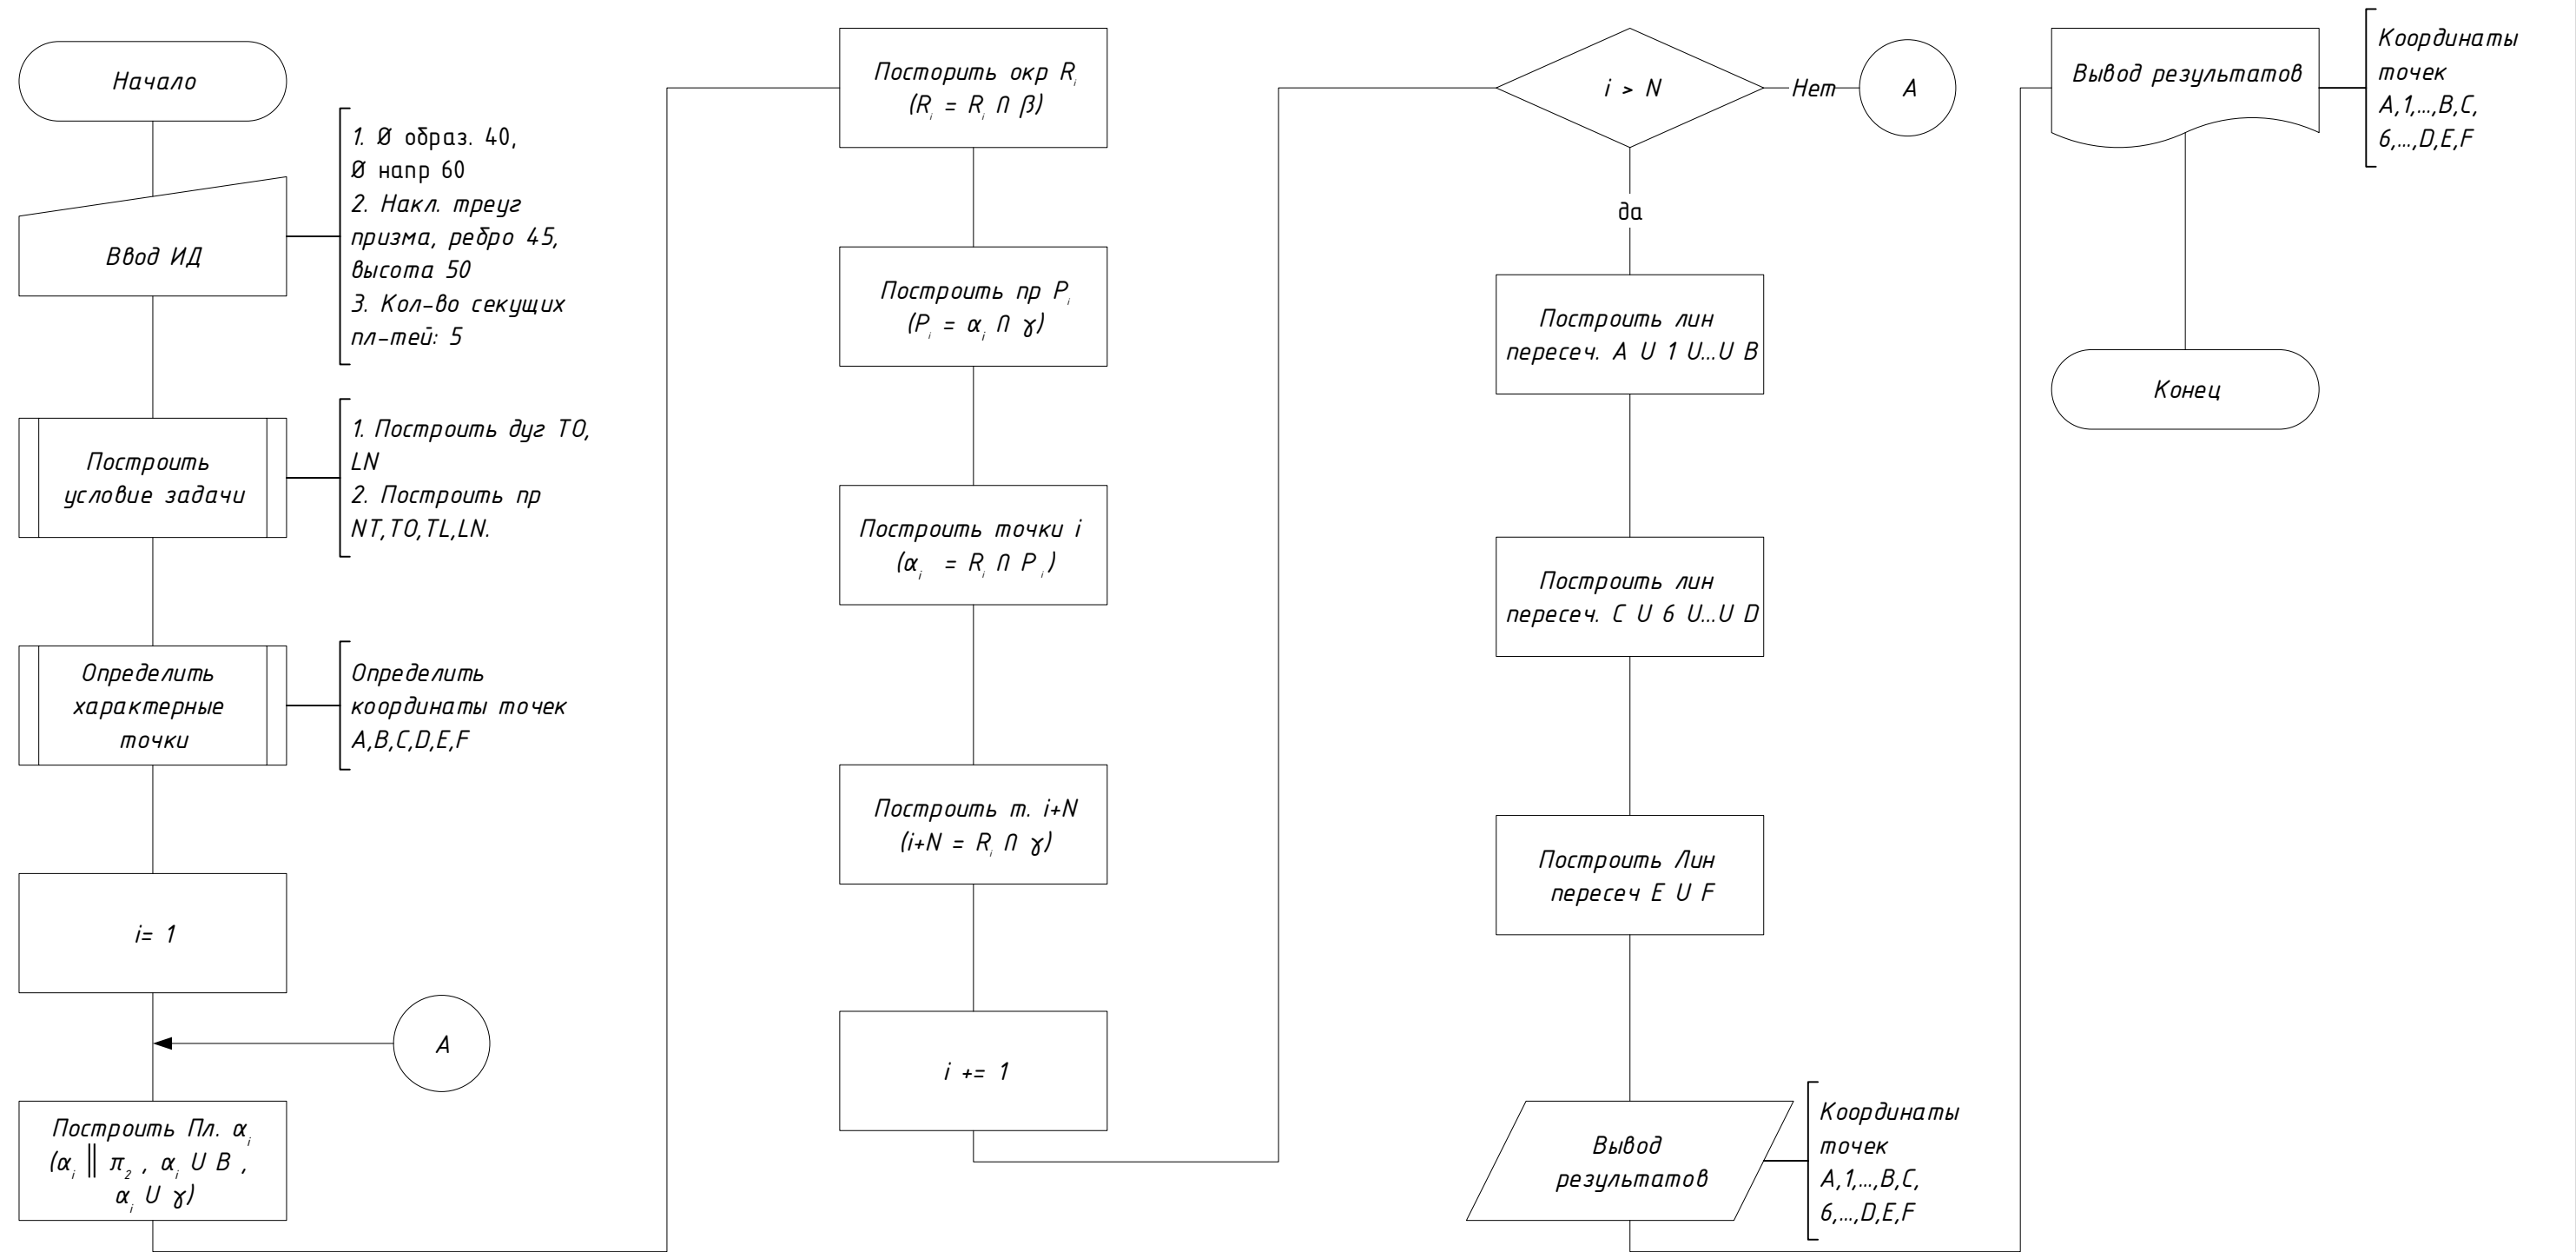 Начало
Ввод ИД
1. Ø образ. 40,
Ø напр 60
2. Накл. треуг
призма, ребро 45,
высота 50
3. Кол-во секущих
пл-тей: 5
Построить
условие задачи
1. Построить дуг ТО,
LN
2. Построить пр
NT,TO,TL,LN.
Определить
характерные
точки
Определить
координаты точек
A,B,C,D,E,F
i= 1
А
Построить Пл. αᵢ
(αᵢ ∥ π₂ , αᵢ U B ,
αᵢ U ɣ)
Посторить окр Rᵢ
(Rᵢ = Rᵢ ∩ β)
Построить пр Pᵢ
(Pᵢ = αᵢ ∩ ɣ)
Построить точки i
(αᵢ = Rᵢ ∩ Pᵢ)
Построить т. i+N
(i+N = Rᵢ ∩ ɣ)
i += 1
i > N
Нет
А
да
Построить лин
пересеч. A U 1 U...U B
Построить лин
пересеч. C U 6 U...U D
Построить Лин
пересеч E U F
Вывод
результатов
Координаты
точек
A,1,...,B,C,
6,...,D,E,F
Вывод результатов
Координаты
точек
A,1,...,B,C,
6,...,D,E,F
Конец